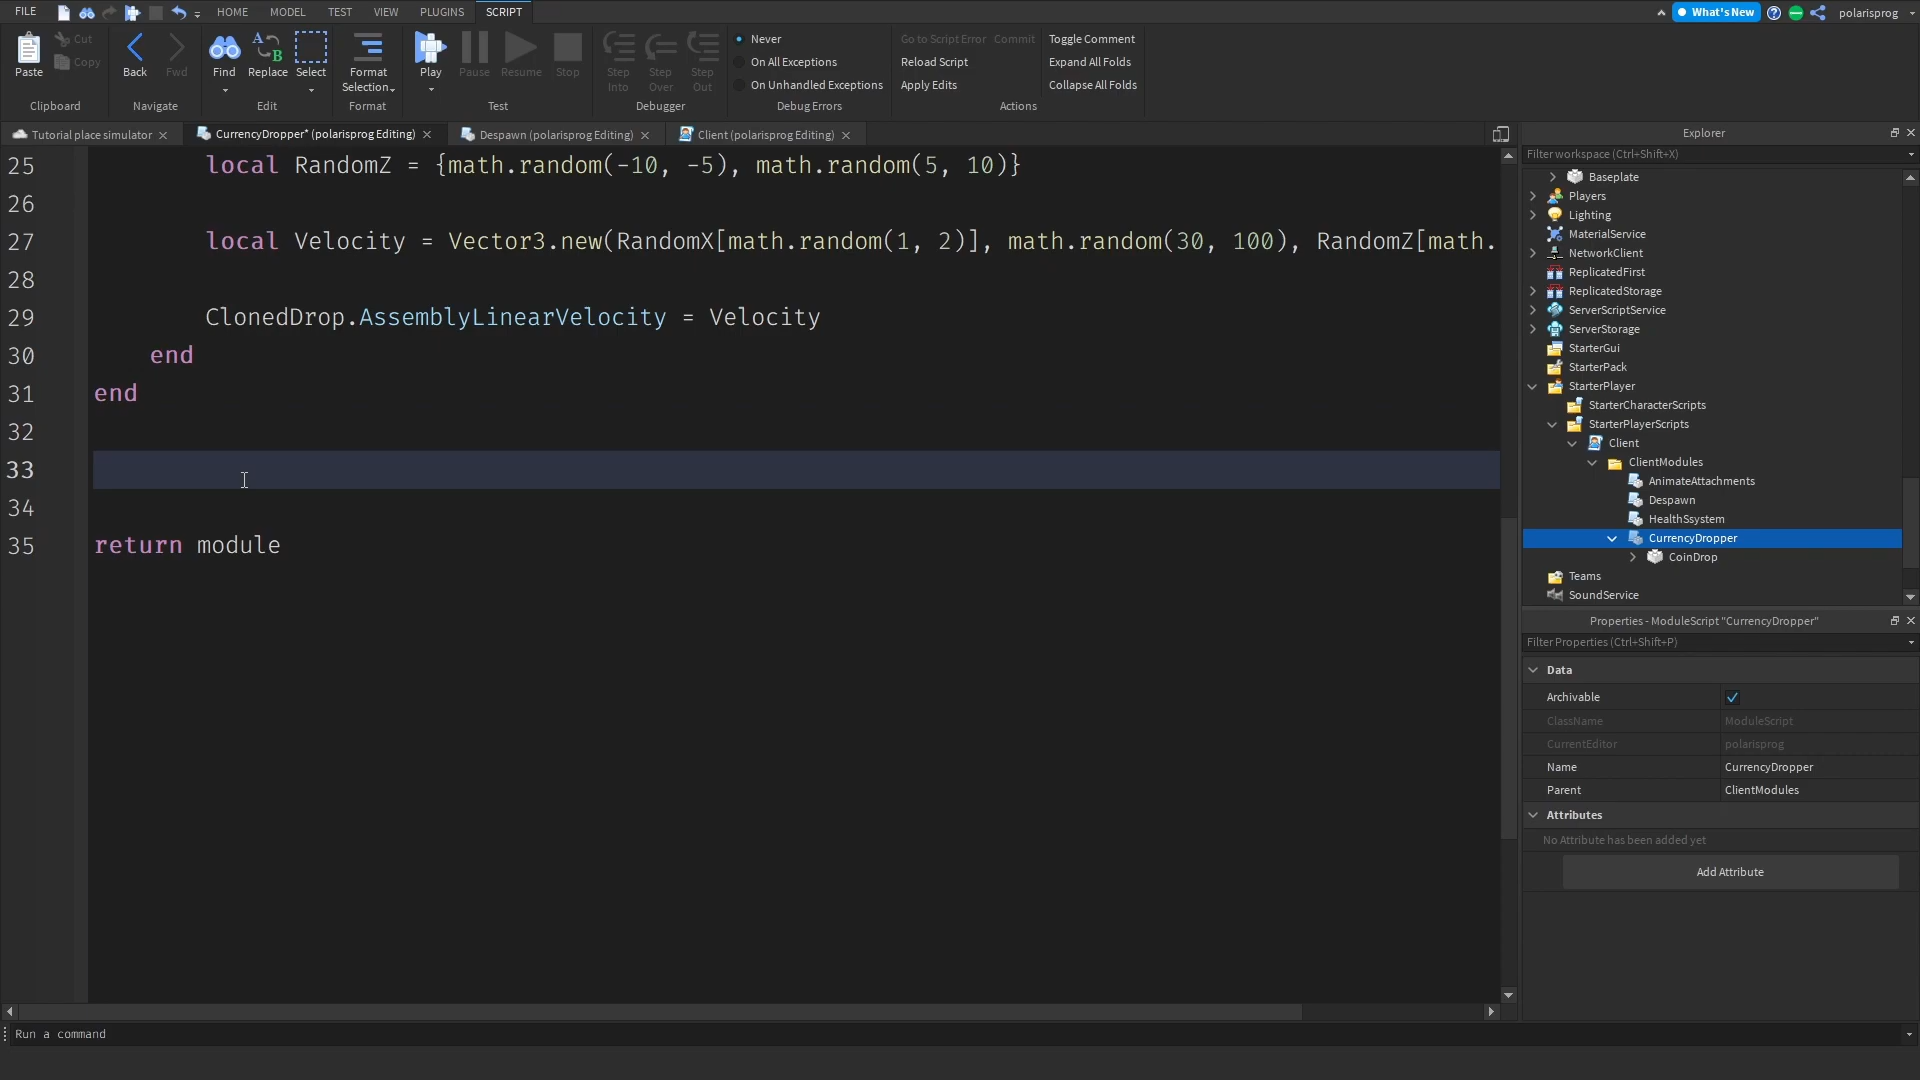 FILE HOME MODEL TEST VIEW PLUGINS SCRIPT What's New polarisprog
Paste Cut Copy Back Fwd Find Replace Select Format Selection Play Pause Resume Stop Step Into Step Over Step Out
Never
On All Exceptions
On Unhandled Exceptions
Go to Script Error Commit
Reload Script
Apply Edits
Toggle Comment
Expand All Folds
Collapse All Folds
Clipboard Navigate Edit Format Test Debugger Debug Errors Actions
Tutorial place simulator CurrencyDropper* (polarisprog Editing) Despawn (polarisprog Editing) Client (polarisprog Editing)
25 local RandomZ = {math.random(-10, -5), math.random(5, 10)}
26
27 local Velocity = Vector3.new(RandomX[math.random(1, 2)], math.random(30, 100), RandomZ[math.
28
29 ClonedDrop.AssemblyLinearVelocity = Velocity
30 end
31 end
32
33
34
35 return module
Explorer
Filter workspace (Ctrl+Shift+X)
Baseplate
Players
Lighting
MaterialService
NetworkClient
ReplicatedFirst
ReplicatedStorage
ServerScriptService
ServerStorage
StarterGui
StarterPack
StarterPlayer
StarterCharacterScripts
StarterPlayerScripts
Client
ClientModules
AnimateAttachments
Despawn
HealthSsystem
CurrencyDropper
CoinDrop
Teams
SoundService
Properties - ModuleScript "CurrencyDropper"
Filter Properties (Ctrl+Shift+P)
Data
Archivable
ClassName ModuleScript
CurrentEditor polarisprog
Name CurrencyDropper
Parent ClientModules
Attributes
No Attribute has been added yet
Add Attribute
Run a command